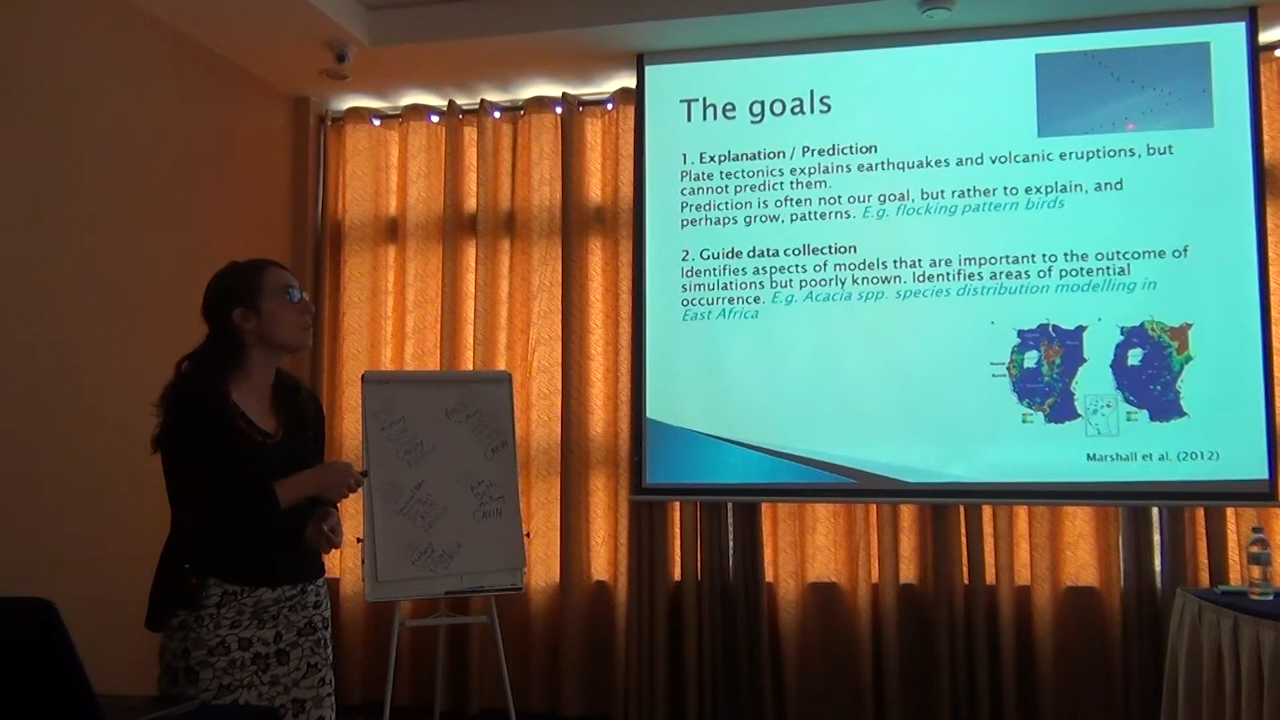 The goals
1. Explanation / Prediction
Plate tectonics explains earthquakes and volcanic eruptions, but
cannot predict them.
Prediction is often not our goal, but rather to explain, and
perhaps grow, patterns. E.g. flocking pattern birds
2. Guide data collection
Identifies aspects of models that are important to the outcome of
simulations but poorly known. Identifies areas of potential
occurrence. E.g. Acacia spp. species distribution modelling in
East Africa
Marshall et al. (2012)
CAVIN
CAVIN